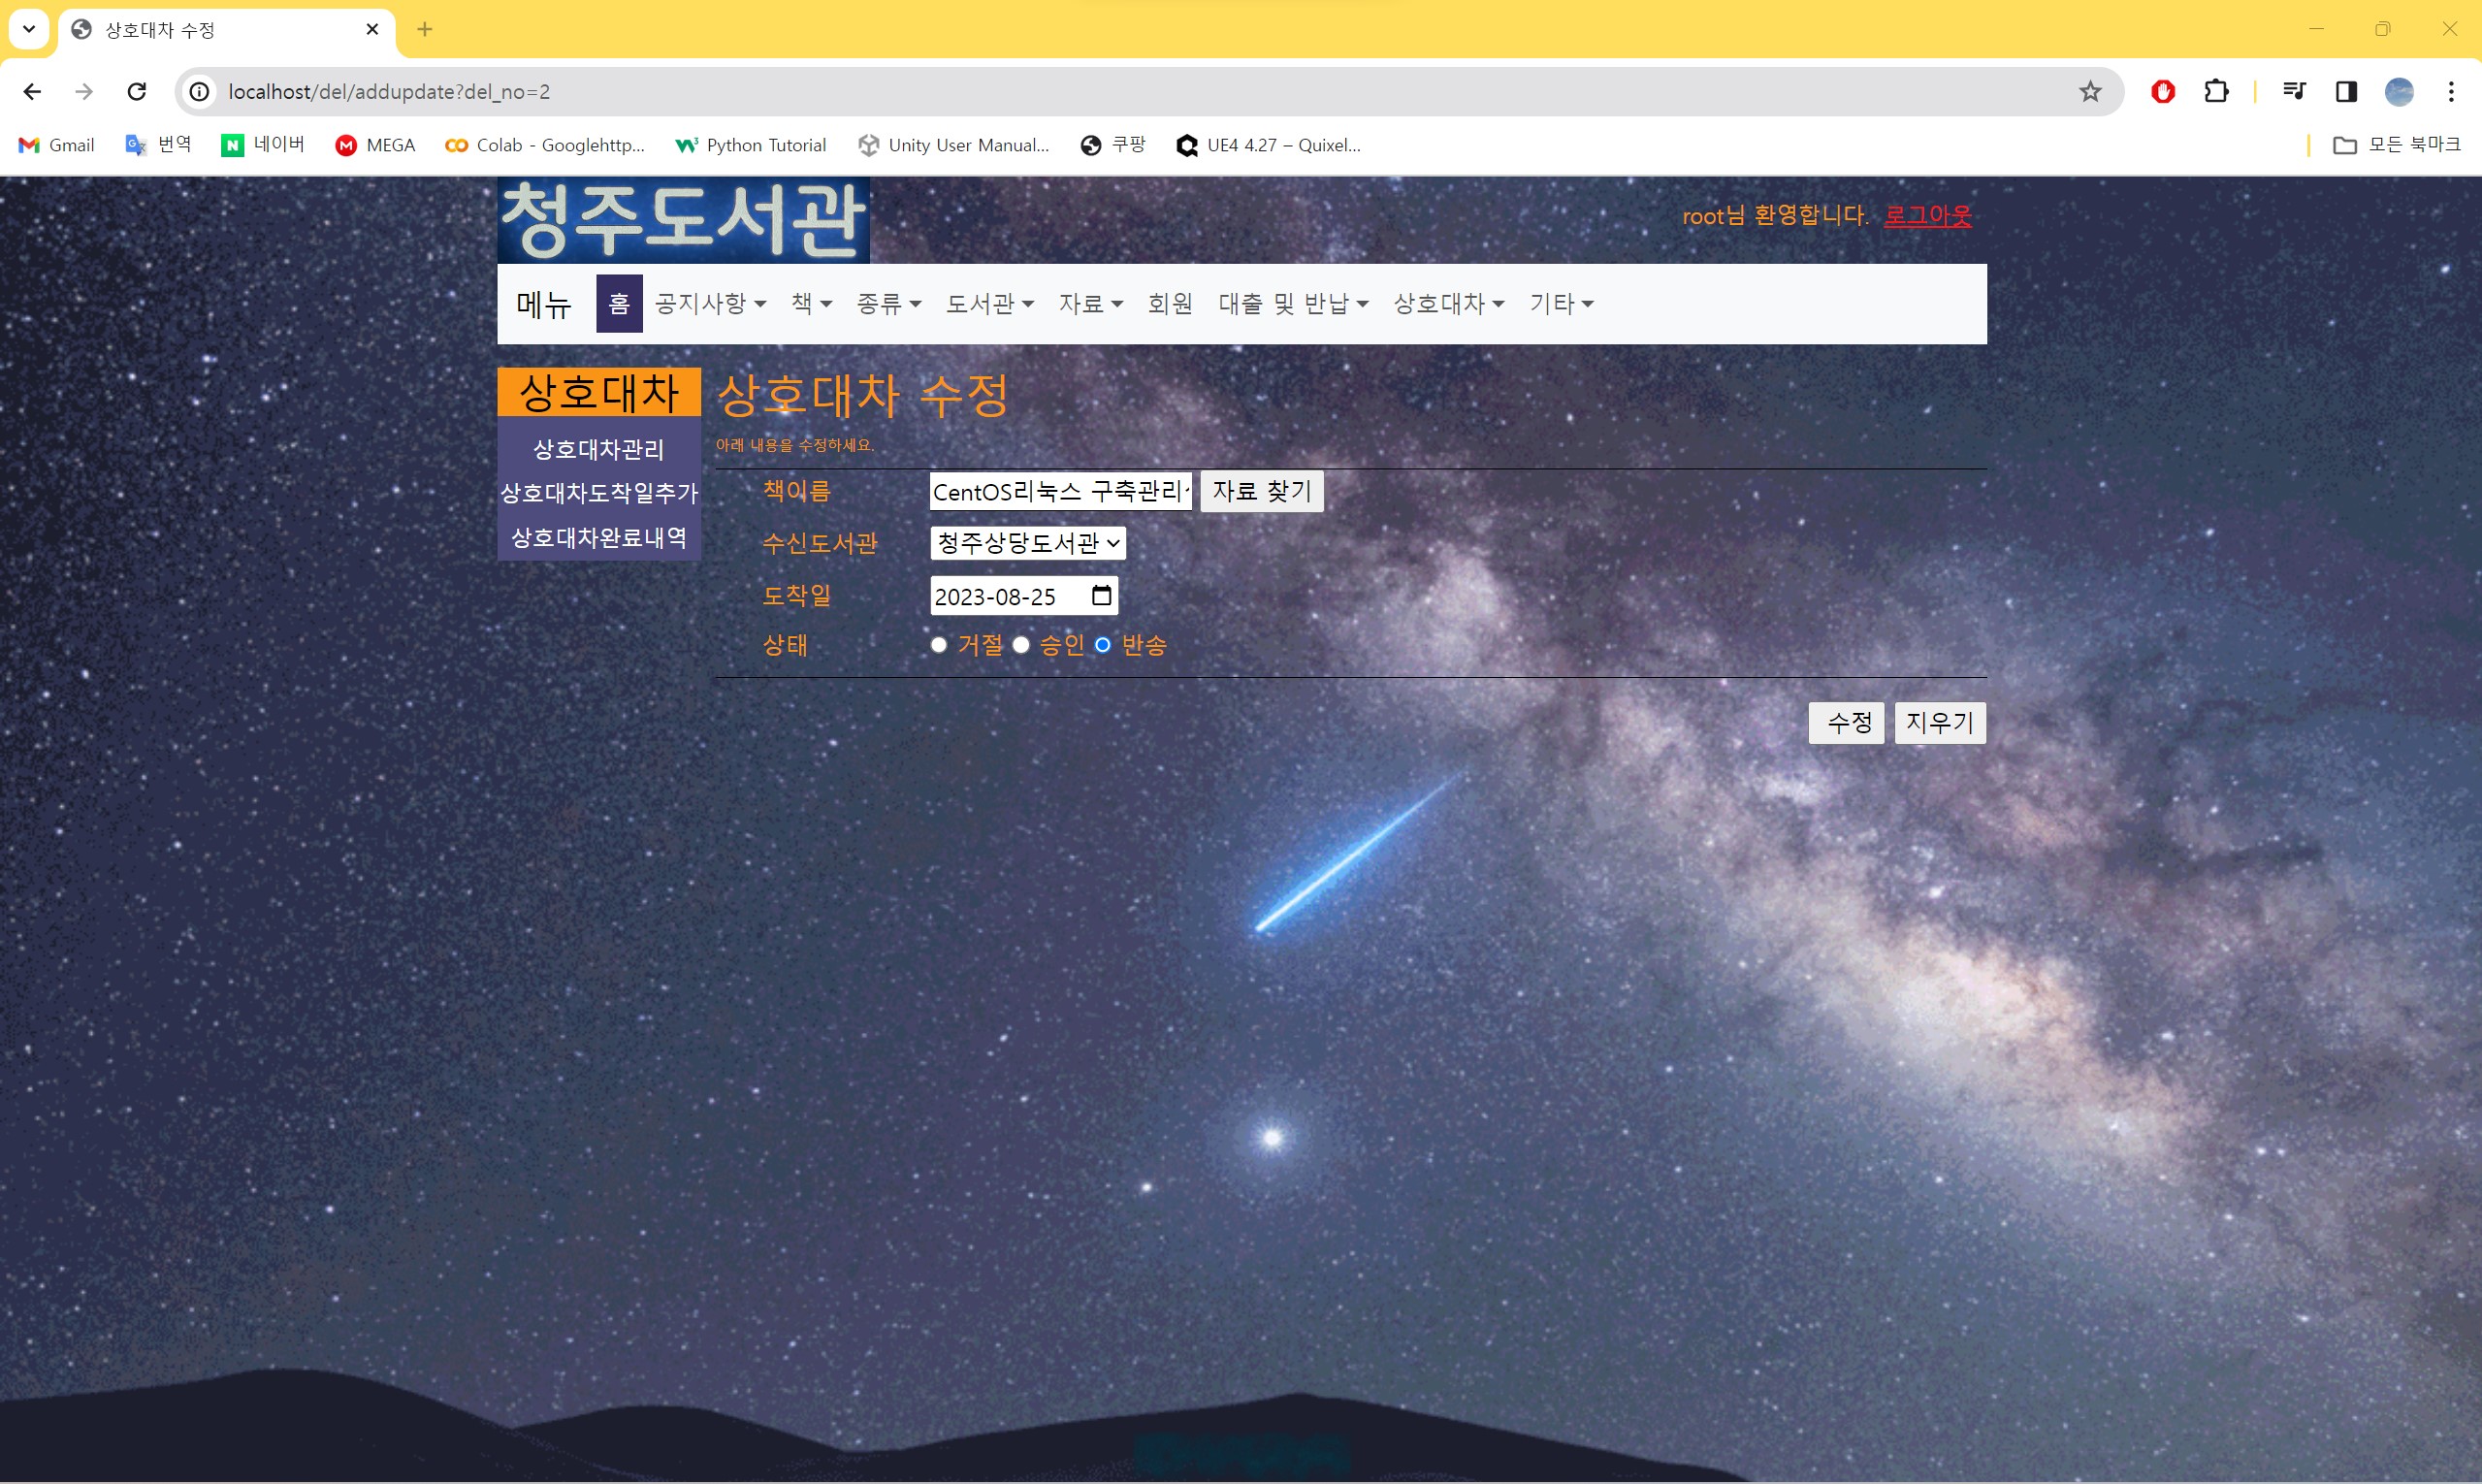 상호대차 수정
localhost/del/addupdate?del_no=2
Gmail 번역 네이버 MEGA Colab - Googlehttp... Python Tutorial Unity User Manual... 쿠팡 UE4 4.27 – Quixel... 모든 북마크
청주도서관
root님 환영합니다. 로그아웃
메뉴 홈 공지사항 책 종류 도서관 자료 회원 대출 및 반납 상호대차 기타
상호대차
상호대차관리
상호대차도착일추가
상호대차완료내역
상호대차 수정
아래 내용을 수정하세요.
책이름 CentOS리눅스 구축관리 자료 찾기
수신도서관 청주상당도서관
도착일 2023-08-25
상태 거절 승인 반송
수정 지우기